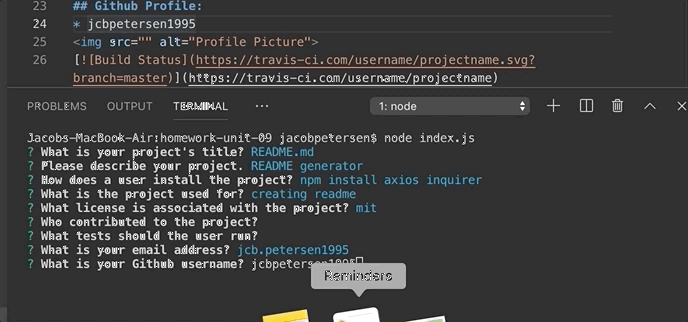 23 ## Github Profile:
24 * jcbpetersen1995
25 <img src="" alt="Profile Picture">
26 [![Build Status](https://travis-ci.com/username/projectname.svg?
branch=master)](https://travis-ci.com/username/projectname)
PROBLEMS OUTPUT TERMINAL ... 1: node
Jacobs-MacBook-Air:homework-unit-09 jacobpetersen$ node index.js
? What is your project's title? README.md
? Please describe your project. README generator
? How does a user install the project? npm install axios inquirer
? What is the project used for? creating readme
? What license is associated with the project? mit
? Who contributed to the project?
? What tests should the user run?
? What is your email address? jcb.petersen1995
? What is your Github username? jcbpetersen1995
Reminders